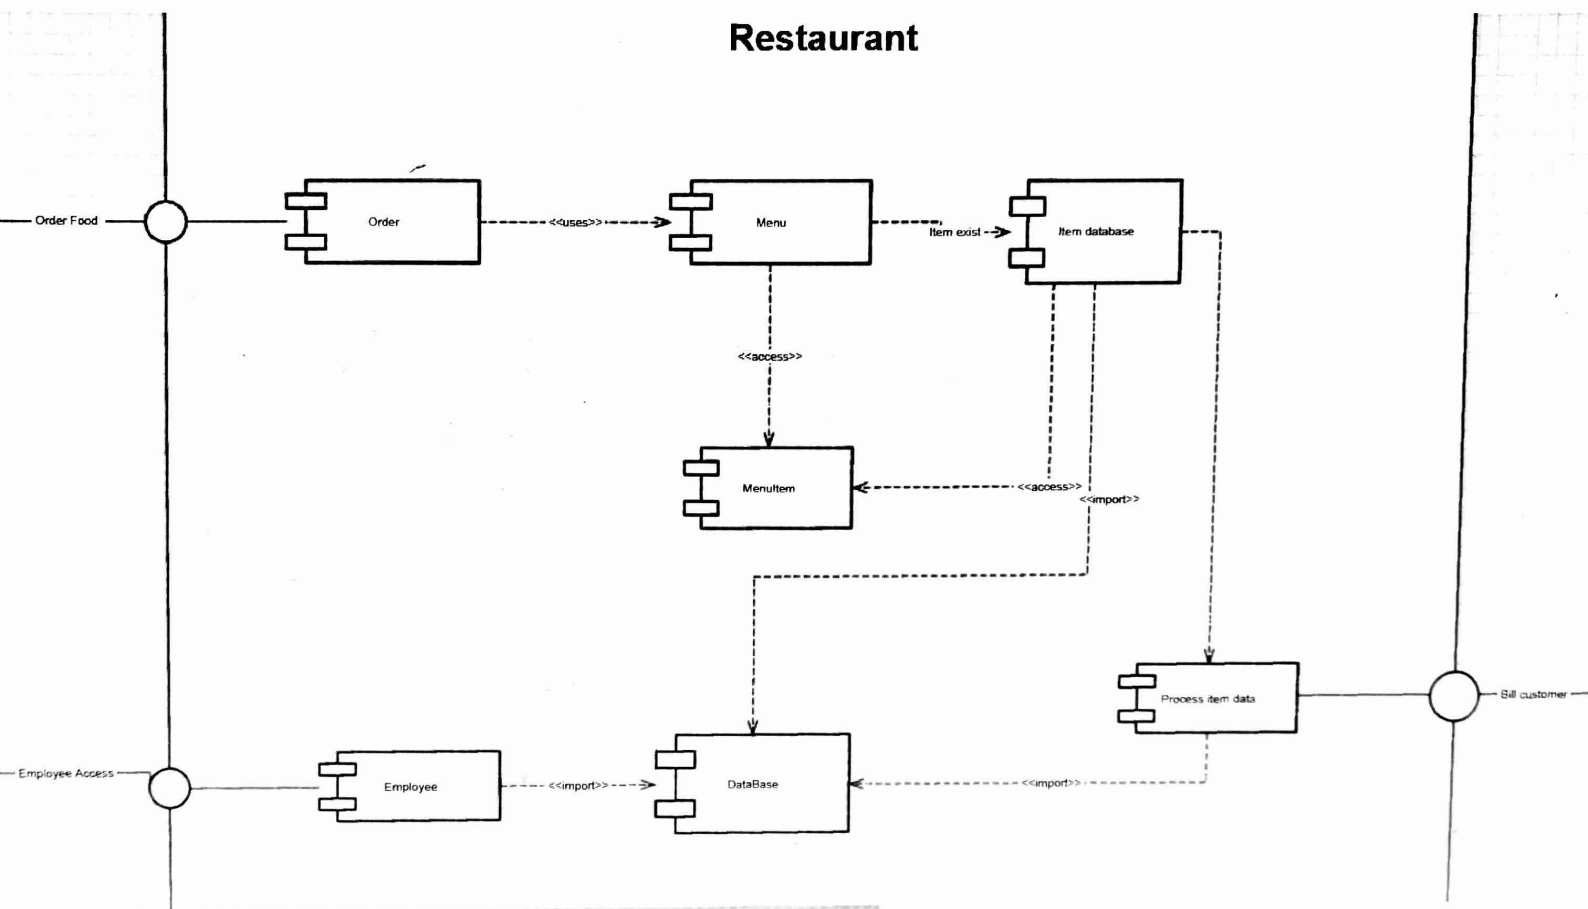 Restaurant
Order Food
Order
<<uses>>
Menu
Item exist
Item database
<<access>>
MenuItem
<<access>>
<<import>>
Process item data
Bill customer
Employee Access
Employee
<<import>>
DataBase
<<import>>